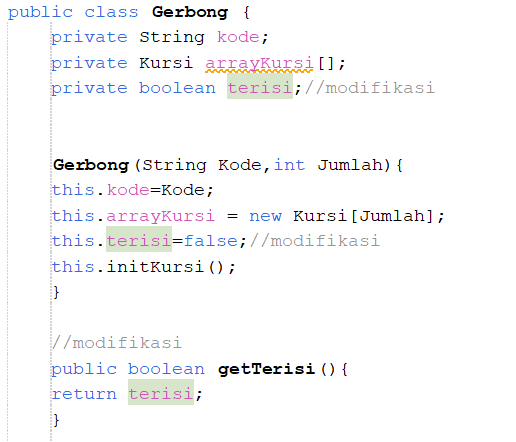 public class Gerbong {
private String kode;
private Kursi arrayKursi[];
private boolean terisi;//modifikasi
Gerbong(String Kode,int Jumlah){
this.kode=Kode;
this.arrayKursi = new Kursi[Jumlah];
this.terisi=false;//modifikasi
this.initKursi();
}
//modifikasi
public boolean getTerisi(){
return terisi;
}